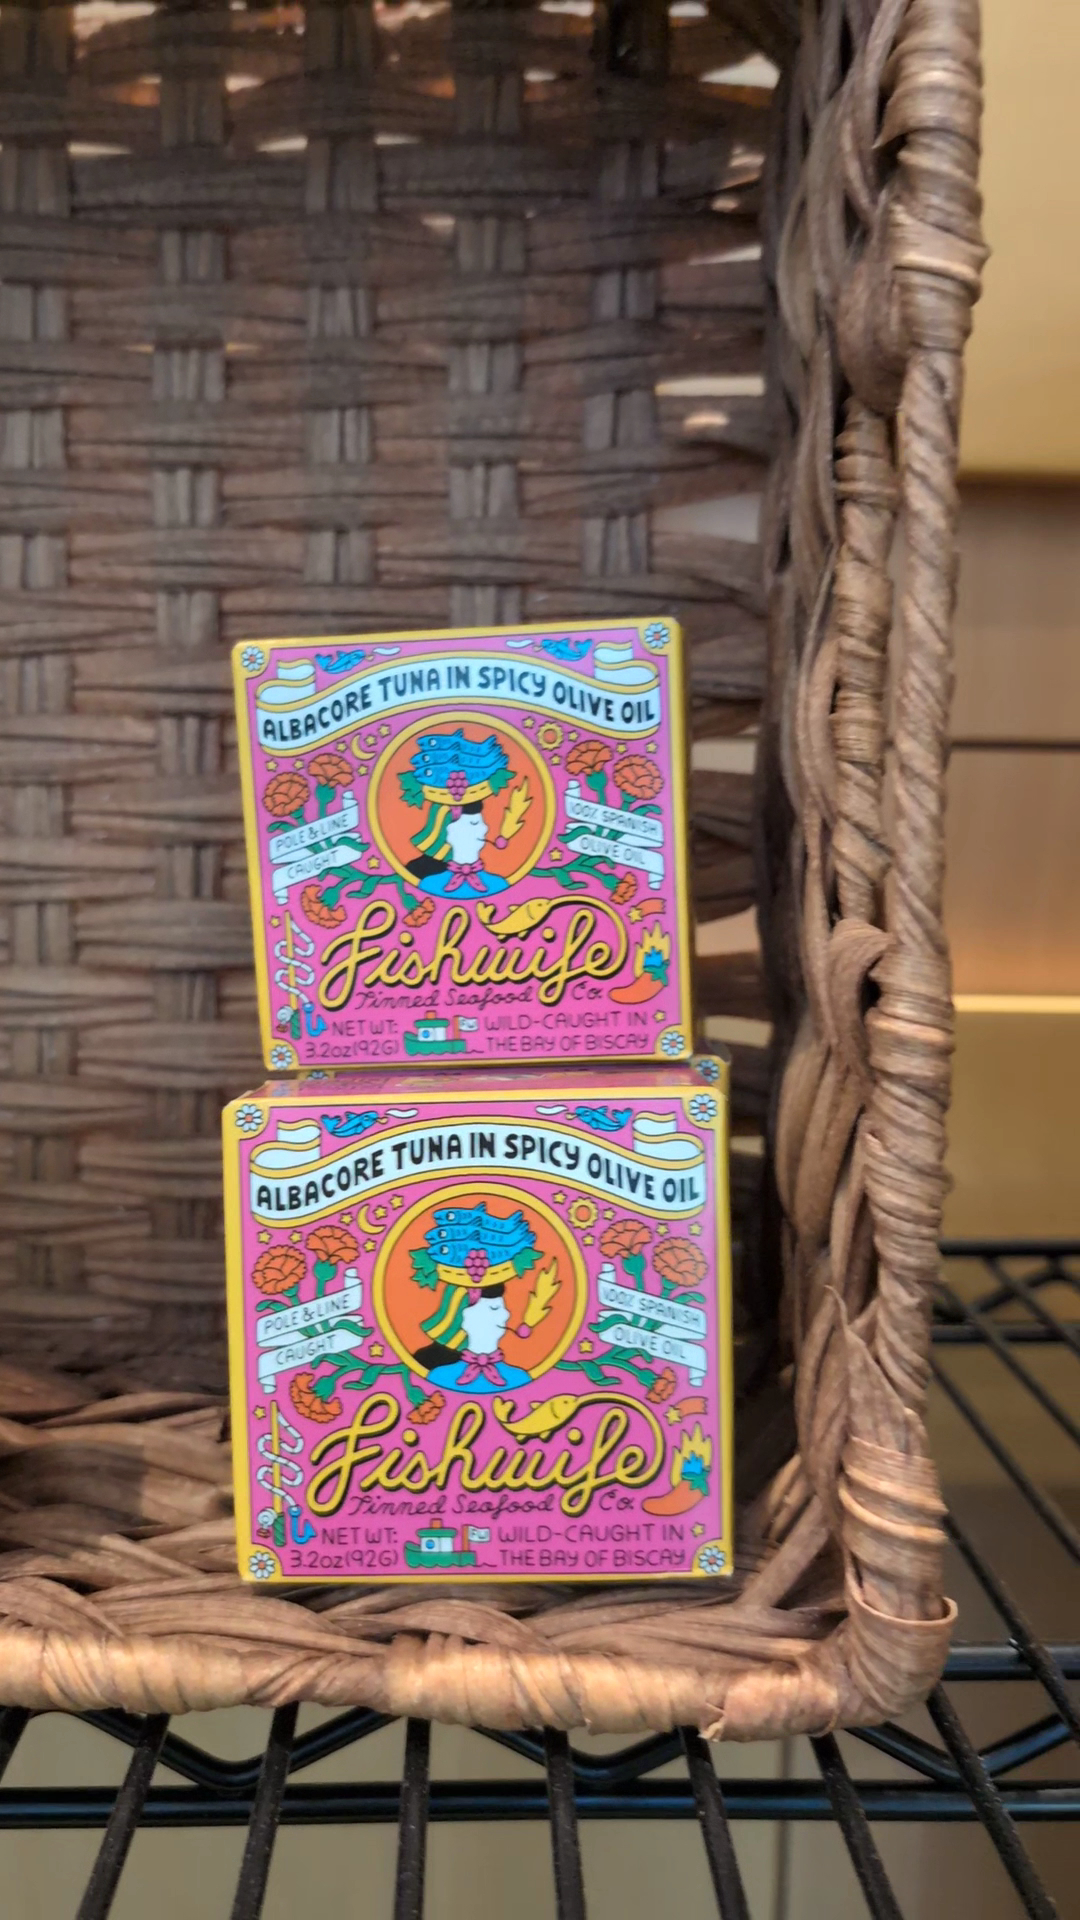 ALBACORE TUNA IN SPICY OLIVE OIL
POLE & LINE
CAUGHT
100% SPANISH
OLIVE OIL
Fishwife
Tinned Seafood Co.
NET WT:
3.2oz(92G)
FW
WILD-CAUGHT IN
THE BAY OF BISCAY
ALBACORE TUNA IN SPICY OLIVE OIL
POLE & LINE
CAUGHT
100% SPANISH
OLIVE OIL
Fishwife
Tinned Seafood Co.
NET WT:
3.2oz(92G)
FW
WILD-CAUGHT IN
THE BAY OF BISCAY